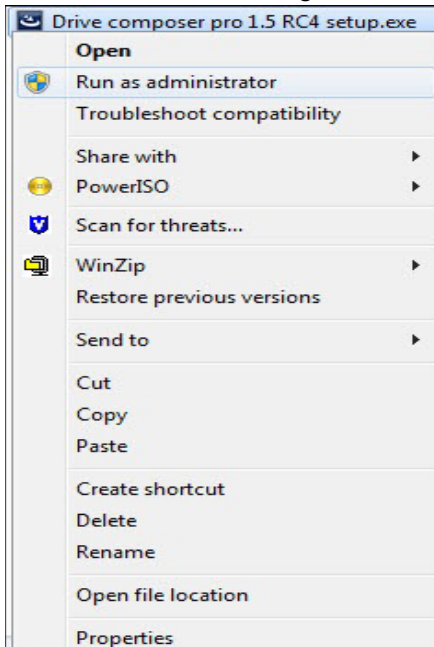 Drive composer pro 1.5 RC4 setup.exe
Open
Run as administrator
Troubleshoot compatibility
Share with
PowerISO
Scan for threats...
WinZip
Restore previous versions
Send to
Cut
Copy
Paste
Create shortcut
Delete
Rename
Open file location
Properties